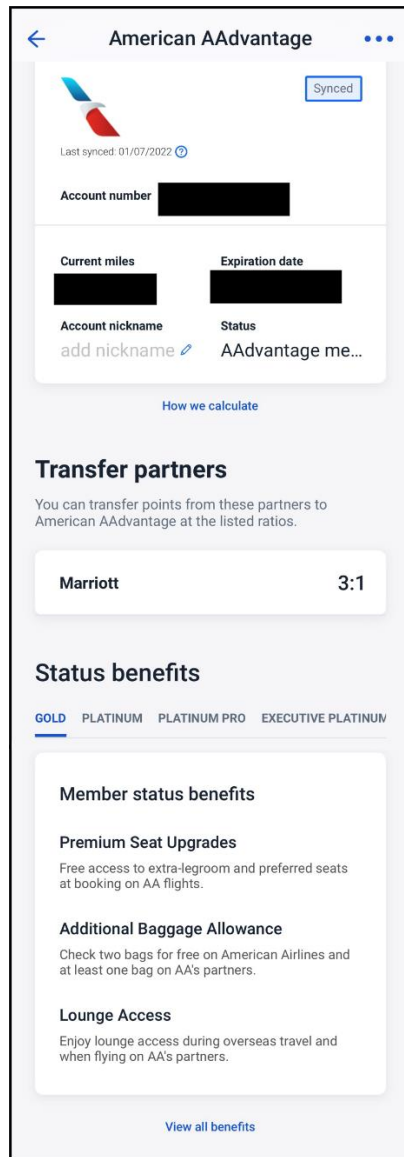 American AAdvantage
Synced
Last synced: 01/07/2022
Account number
Current miles
Expiration date
Account nickname
Status
add nickname
AAdvantage me...
How we calculate
Transfer partners
You can transfer points from these partners to
American AAdvantage at the listed ratios.
Marriott 3:1
Status benefits
GOLD PLATINUM PLATINUM PRO EXECUTIVE PLATINUM
Member status benefits
Premium Seat Upgrades
Free access to extra-legroom and preferred seats
at booking on AA flights.
Additional Baggage Allowance
Check two bags for free on American Airlines and
at least one bag on AA's partners.
Lounge Access
Enjoy lounge access during overseas travel and
when flying on AA's partners.
View all benefits